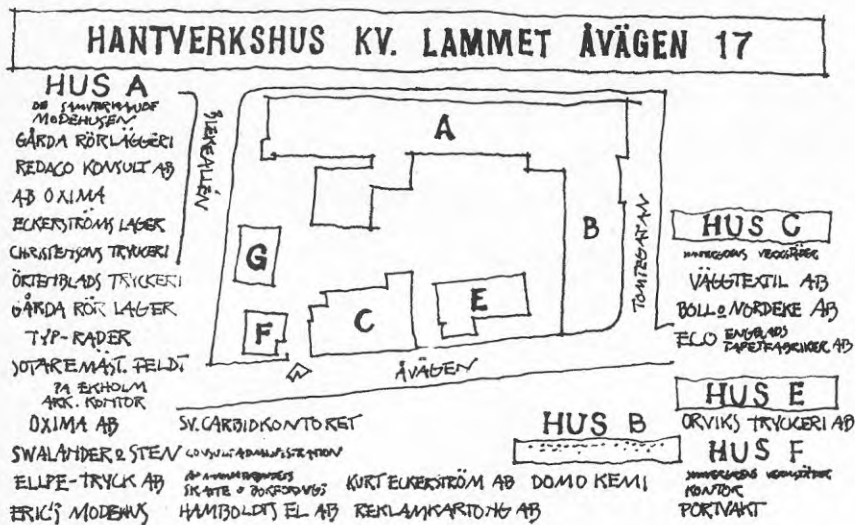 HANTVERKSHUS KV. LAMMET ÅVÄGEN 17
HUS A
DE SAMVERKANDE
MODEHUSEN
GÅRDA RÖRLÄGGERI
REDACO KONSULT AB
AB OXIMA
ECKERSTRÖMS LAGER
CHRISTENSONS TRYCKERI
ÖRTENBLADS TRYCKERI
GÅRDA RÖR LAGER
TYP-RADER
SOTAREMÄST. FELDT
PA EKHOLM
ARK. KONTOR
OXIMA AB
SWALANDER O STEN
ELLPE-TRYCK AB
ERIC'S MODEHUS
SV. CARBIDKONTORET
SKATTE O BOKFÖRINGS
HAMBOLDTS EL AB
KURT ECKERSTRÖM AB
REKLAMKARTONG AB
A
B
G
F
C
E
TOMTEGATAN
ÅVÄGEN
HUS B
DOMO KEMI
HUS C
VÄGGTEXTIL AB
BOLL O NORDEKE AB
ECO ENGBLADS
TAPETFABRIKER AB
HUS E
ORVIKS TRYCKERI AB
HUS F
KONTOR
PORTVAKT